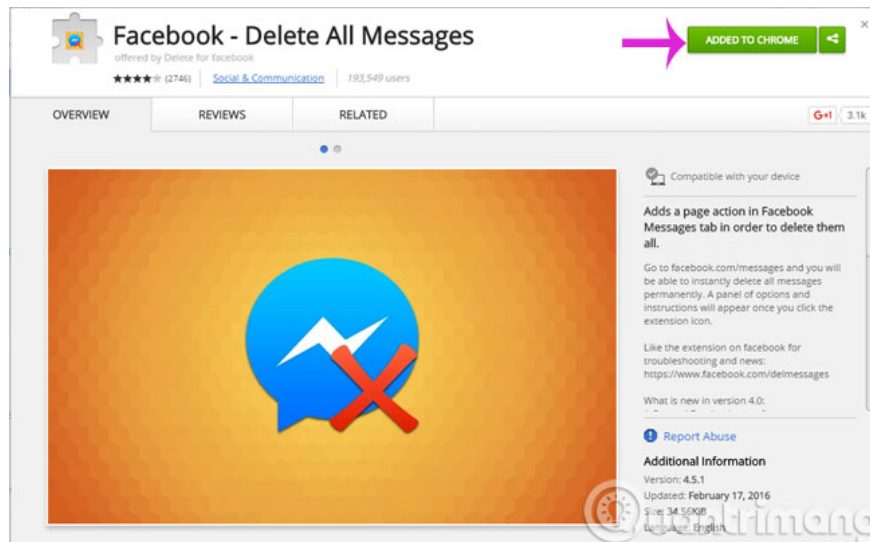 Facebook - Delete All Messages
offered by Delete for facebook
(2746) Social & Communication 193,549 users
ADDED TO CHROME
OVERVIEW REVIEWS RELATED
G+1 3.1k
Compatible with your device
Adds a page action in Facebook
Messages tab in order to delete them
all.
Go to facebook.com/messages and you will
be able to instantly delete all messages
permanently. A panel of options and
instructions will appear once you click the
extension icon.
Like the extension on facebook for
troubleshooting and news:
https://www.facebook.com/delmessages
What is new in version 4.0:
Report Abuse
Additional Information
Version: 4.5.1
Updated: February 17, 2016
Size: 34.56KiB
Language: English
uantrimang